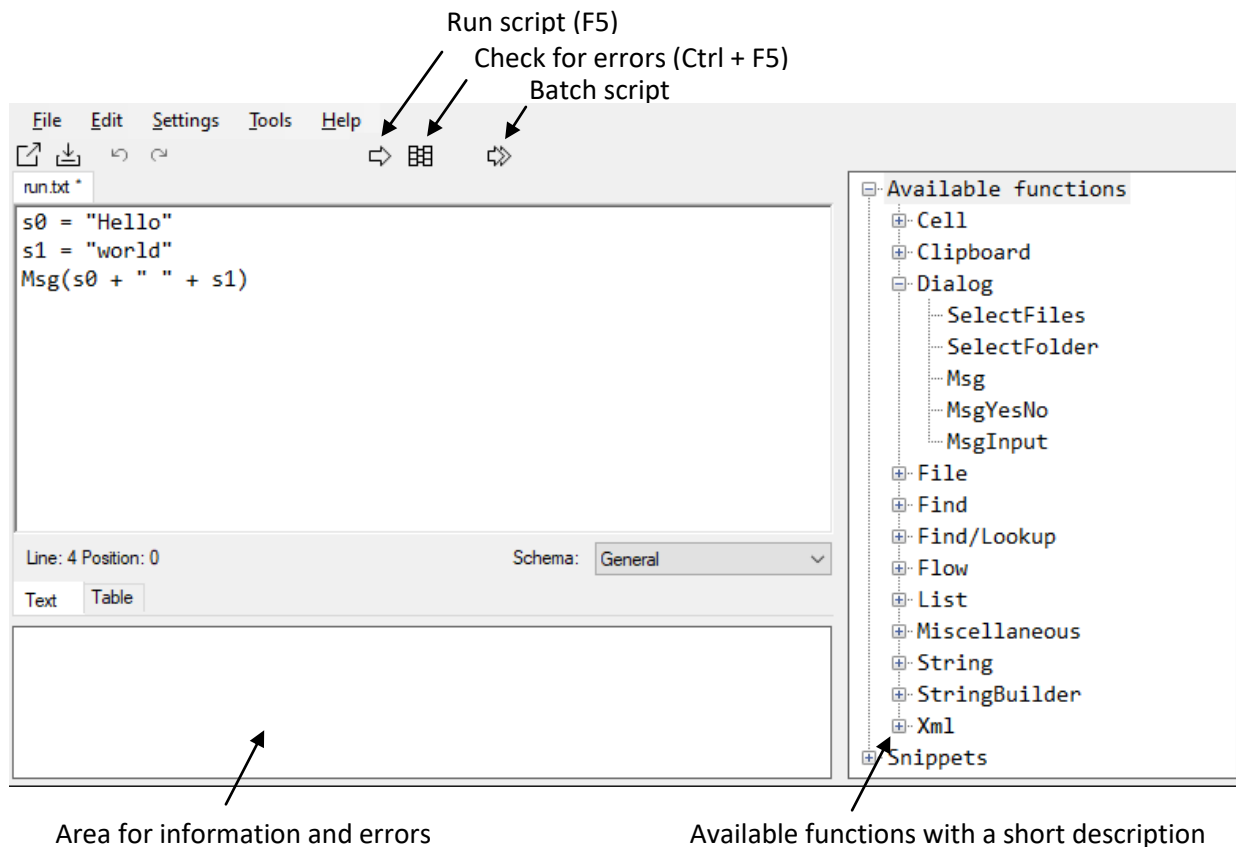 Run script (F5)
Check for errors (Ctrl + F5)
Batch script
File Edit Settings Tools Help
run.txt *
s0 = "Hello"
s1 = "world"
Msg(s0 + " " + s1)
Line: 4 Position: 0 Schema: General
Text Table
Available functions
Cell
Clipboard
Dialog
SelectFiles
SelectFolder
Msg
MsgYesNo
MsgInput
File
Find
Find/Lookup
Flow
List
Miscellaneous
String
StringBuilder
Xml
Snippets
Area for information and errors
Available functions with a short description